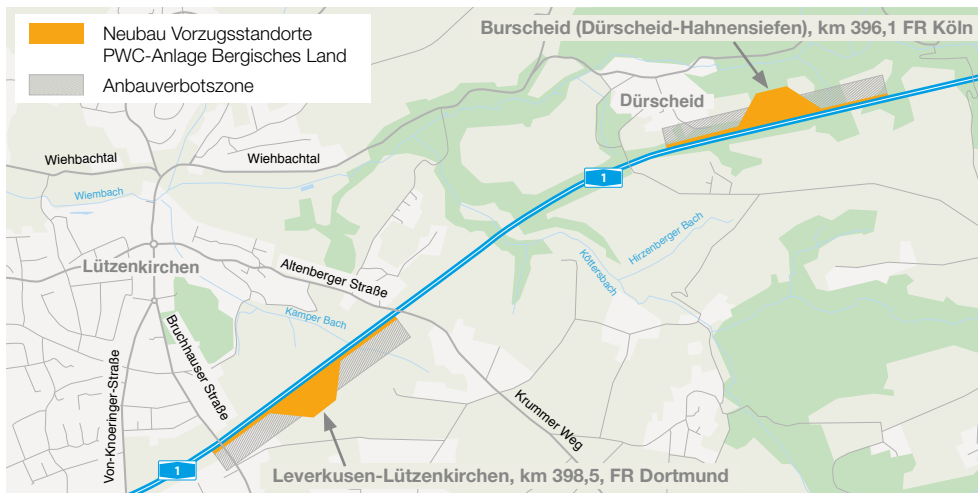 Neubau Vorzugsstandorte
PWC-Anlage Bergisches Land
Anbauverbotszone
Burscheid (Dürscheid-Hahnensiefen), km 396,1 FR Köln
Dürscheid
Wiehbachtal
Wiehbachtal
1
Wiembach
Lützenkirchen
Altenberger Straße
Köttersbach
Hirzenberger Bach
Kamper Bach
Bruchhauser Straße
Von-Knoeringer-Straße
Krummer Weg
1
Leverkusen-Lützenkirchen, km 398,5, FR Dortmund